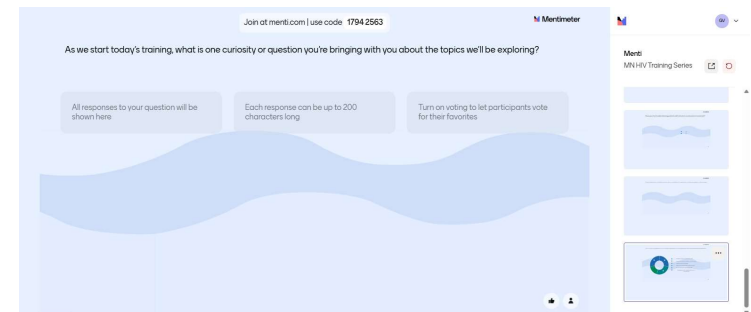 Join at menti.com | use code 1794 2563
Mentimeter
As we start today's training, what is one curiosity or question you're bringing with you about the topics we'll be exploring?
All responses to your question will be
shown here
Each response can be up to 200
characters long
Turn on voting to let participants vote
for their favorites
GV
Menti
MN HIV Training Series